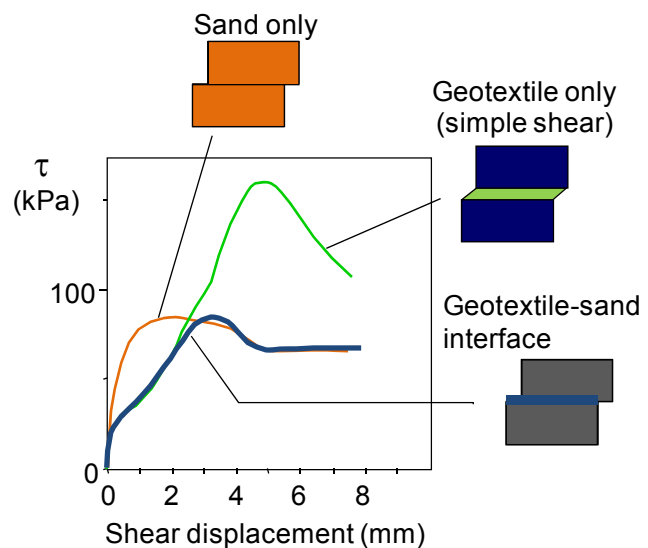 Sand only
Geotextile only
(simple shear)
τ
(kPa)
100
Geotextile-sand
interface
0
0 2 4 6 8
Shear displacement (mm)